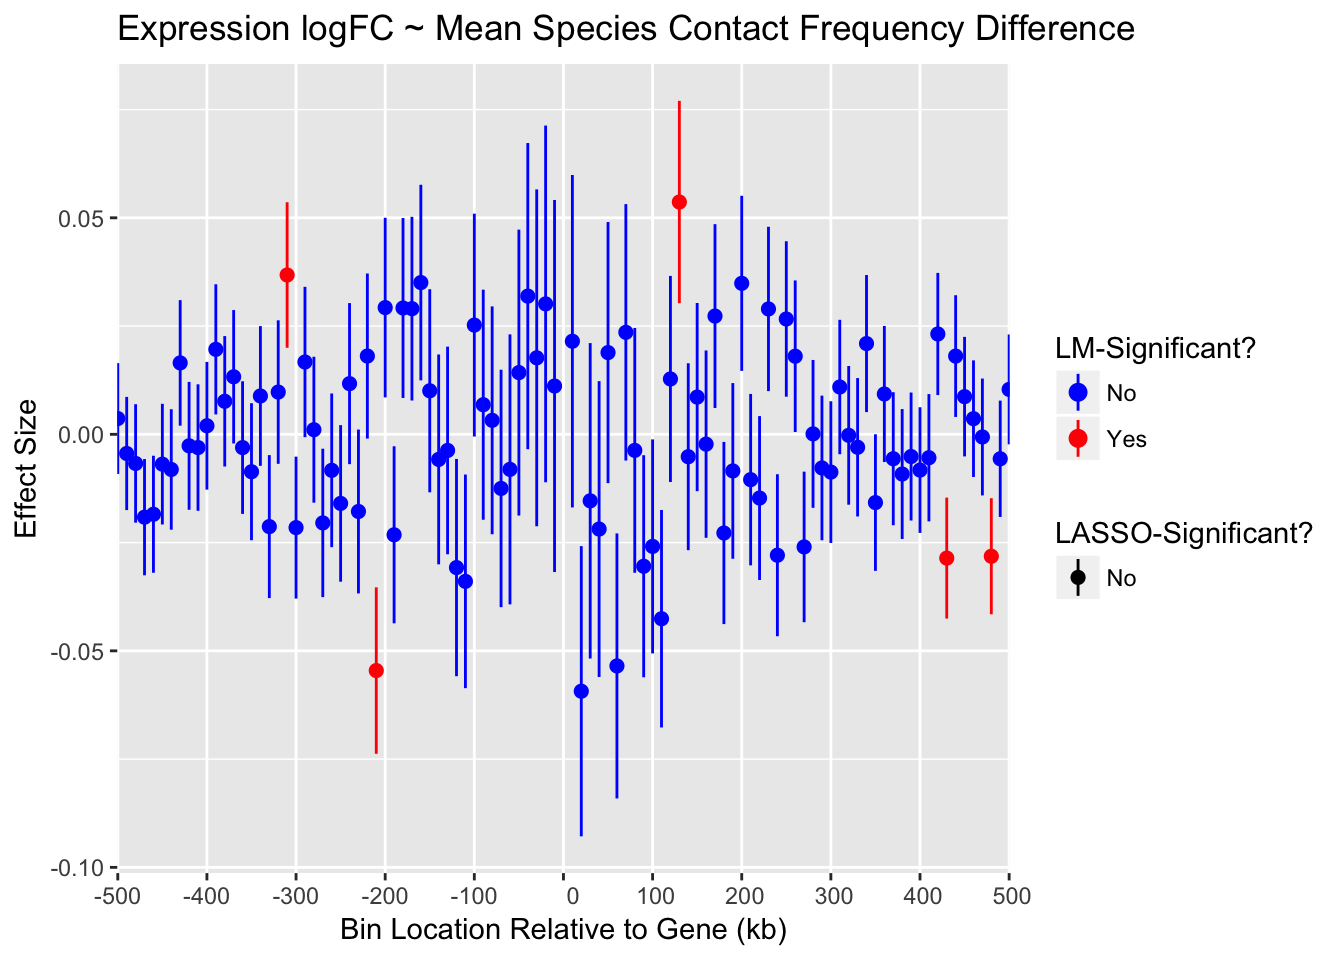 Expression logFC ~ Mean Species Contact Frequency Difference
Effect Size
0.05
0.00
-0.05
-0.10
-500 -400 -300 -200 -100 0 100 200 300 400 500
Bin Location Relative to Gene (kb)
LM-Significant?
No
Yes
LASSO-Significant?
No